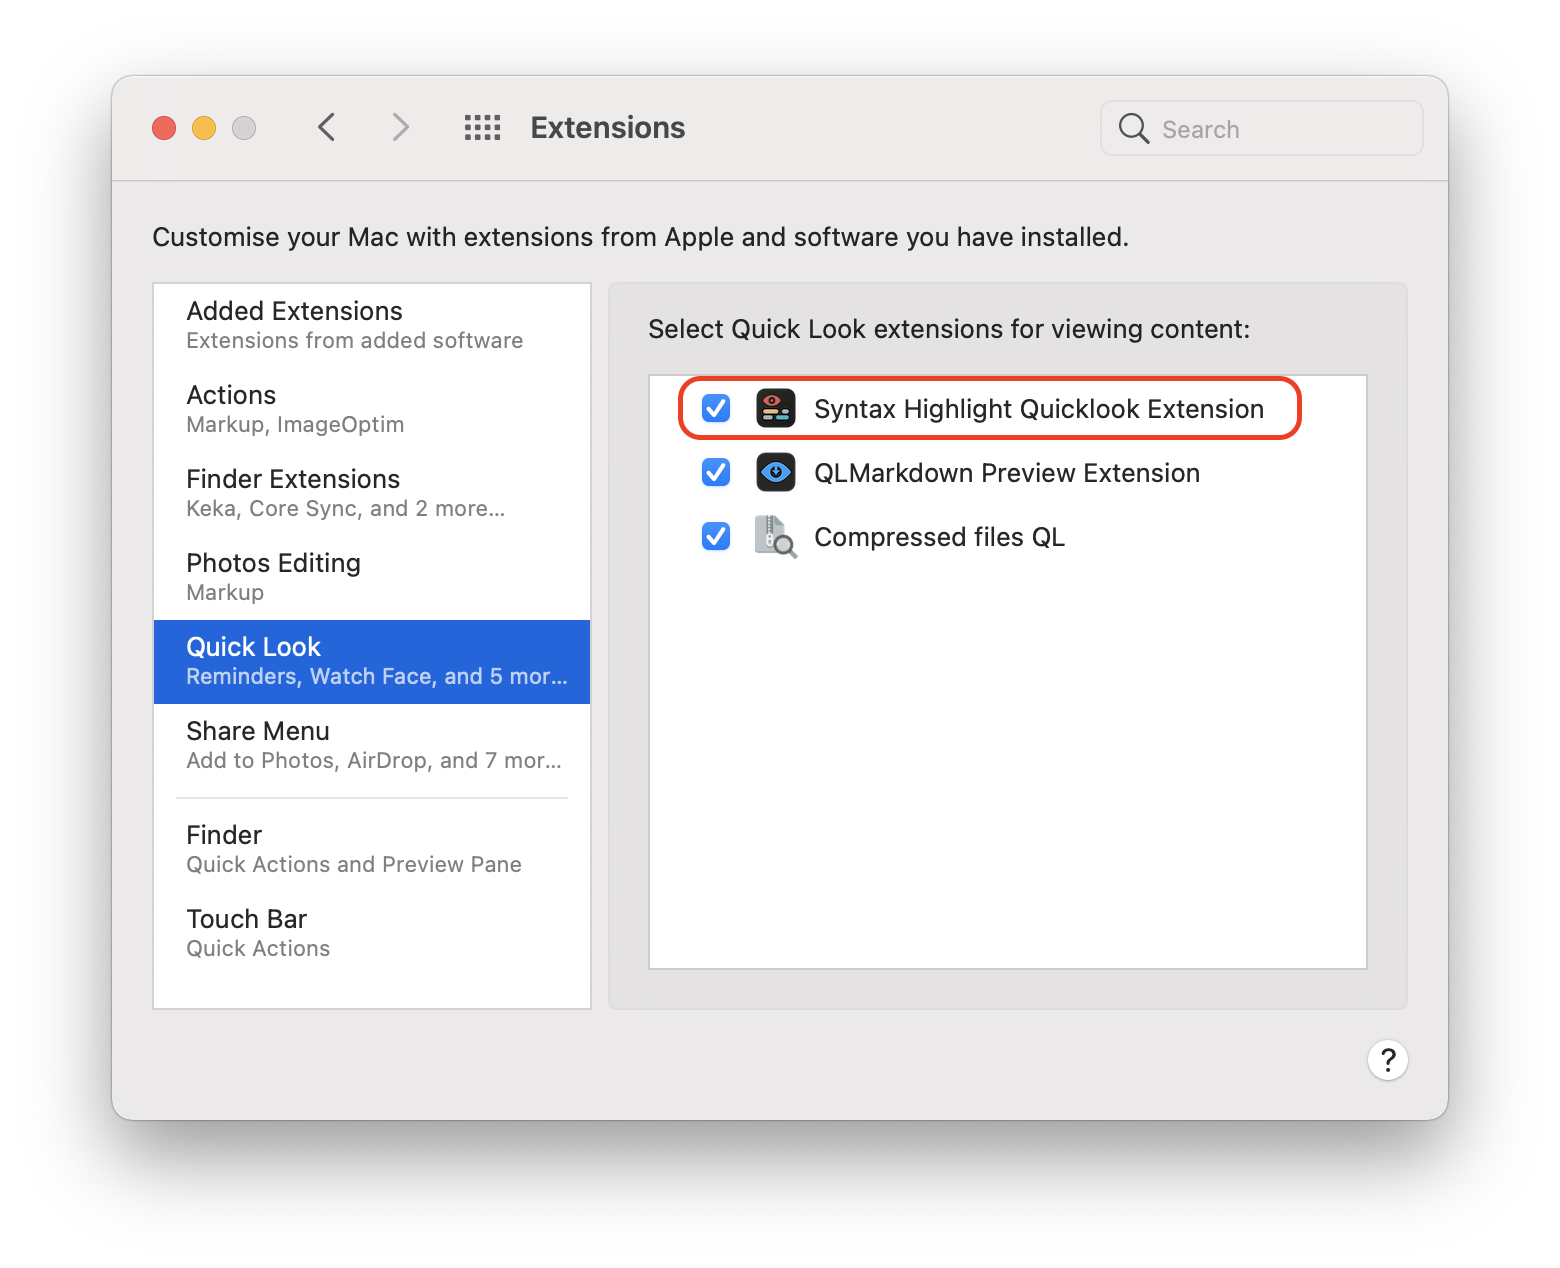 Extensions
Search
Customise your Mac with extensions from Apple and software you have installed.
Added Extensions
Extensions from added software
Actions
Markup, ImageOptim
Finder Extensions
Keka, Core Sync, and 2 more...
Photos Editing
Markup
Quick Look
Reminders, Watch Face, and 5 mor...
Share Menu
Add to Photos, AirDrop, and 7 mor...
Finder
Quick Actions and Preview Pane
Touch Bar
Quick Actions
Select Quick Look extensions for viewing content:
Syntax Highlight Quicklook Extension
QLMarkdown Preview Extension
Compressed files QL
?